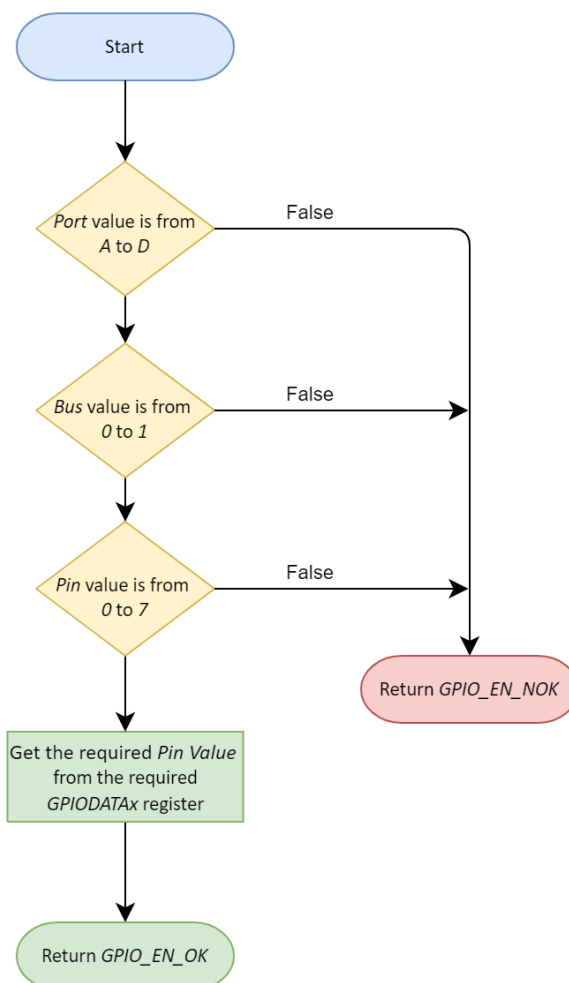 Start
Port value is from
A to D
False
Bus value is from
0 to 1
False
Pin value is from
0 to 7
False
Return GPIO_EN_NOK
Get the required Pin Value
from the required
GPIODATAx register
Return GPIO_EN_OK